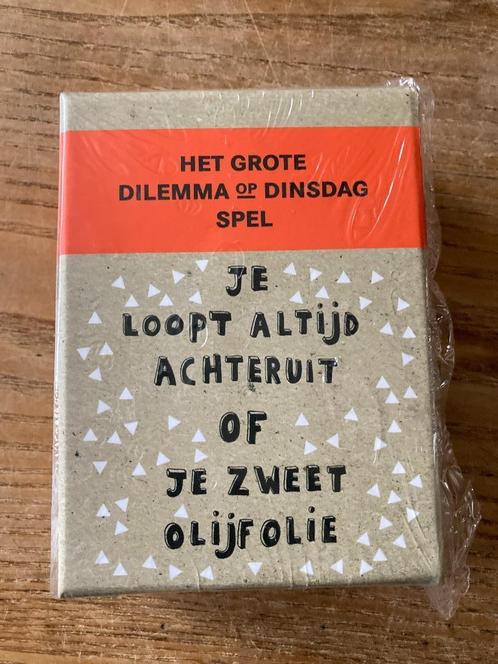 HET GROTE
DILEMMA OP DINSDAG
SPEL
JE
LOOPT ALTIJD
ACHTERUIT
OF
JE ZWEET
OLIJFOLIE